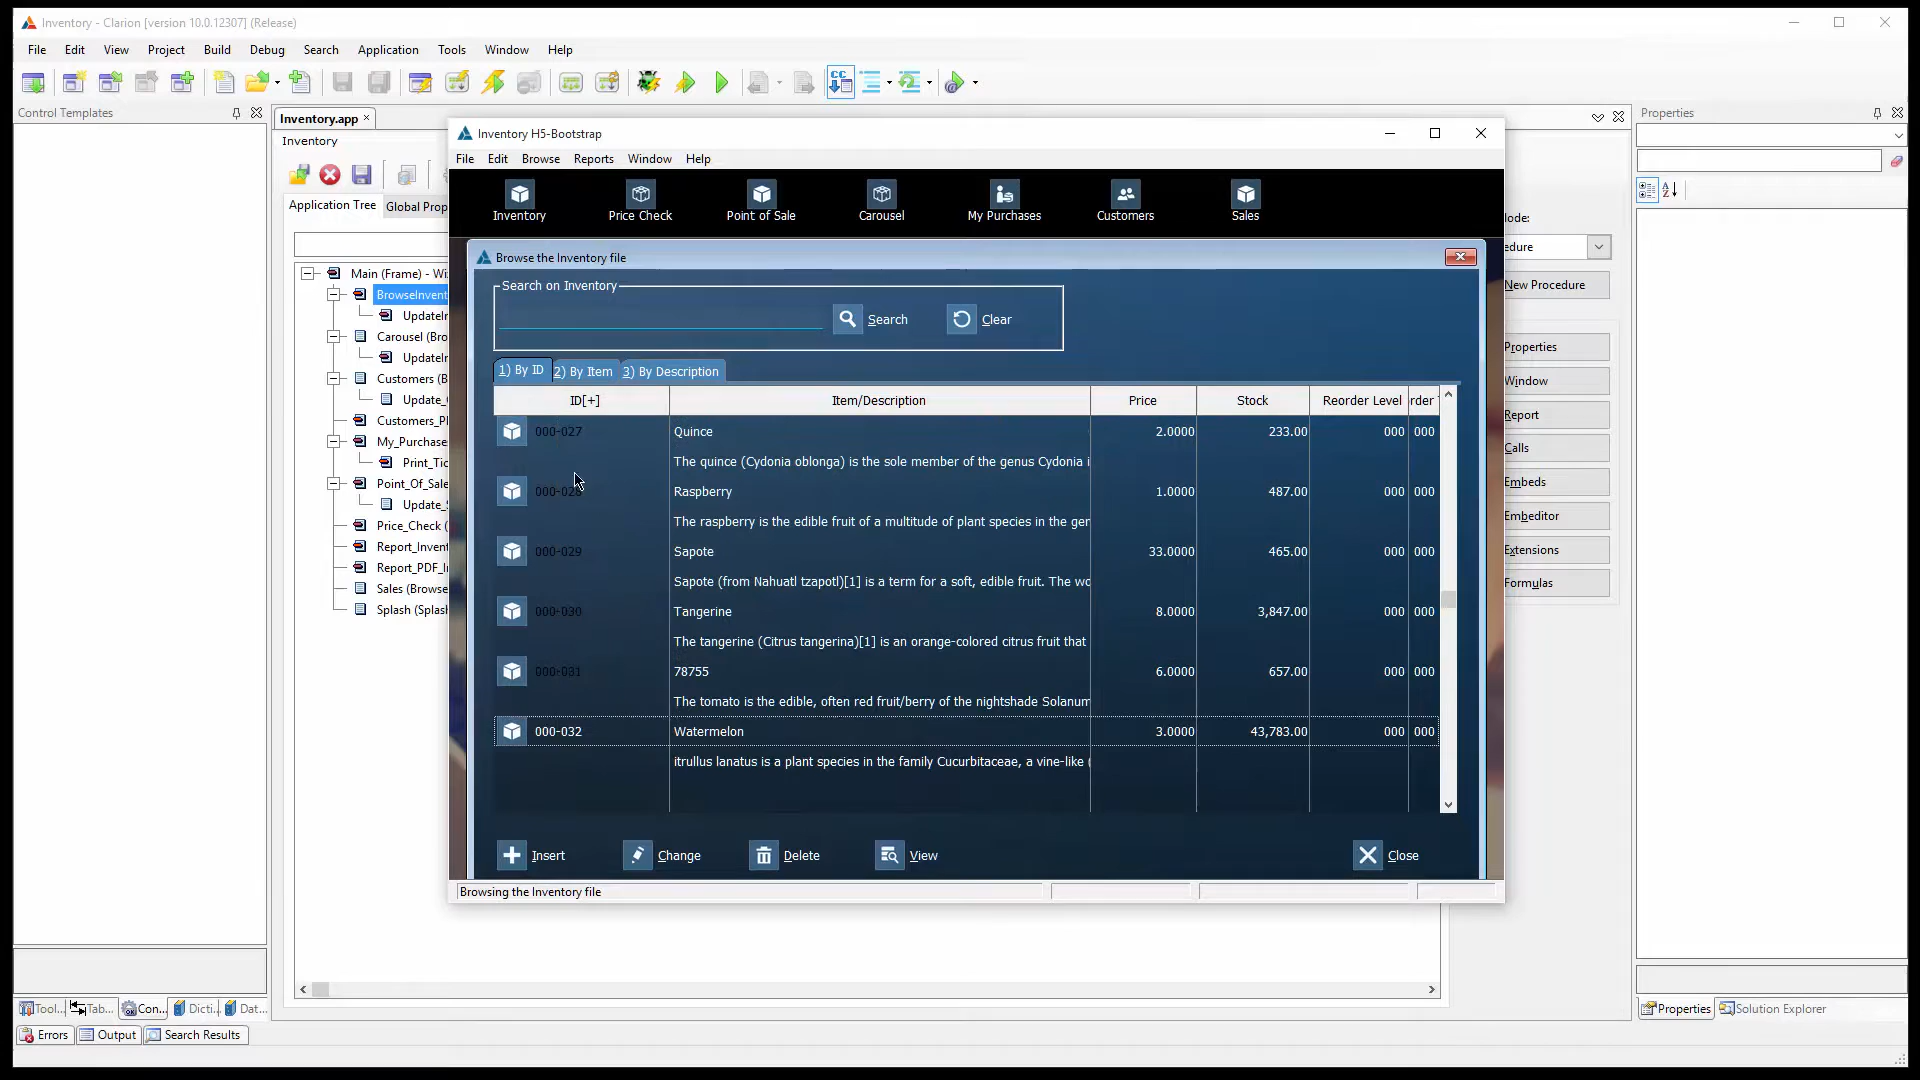 Inventory - Clarion [version 10.0.12307] (Release)
File Edit View Project Build Debug Search Application Tools Window Help
Control Templates
Inventory.app
Properties
Inventory
Application Tree Global Prop
Main (Frame) - Wi
BrowseInvent
UpdateIn
Carousel (Bro
UpdateIn
Customers (B
Update_
Customers_P
My_Purchase
Print_Tic
Point_Of_Sale
Update_
Price_Check (
Report_Invent
Report_PDF_I
Sales (Browse
Splash (Splas
Inventory H5-Bootstrap
File Edit Browse Reports Window Help
Inventory Price Check Point of Sale Carousel My Purchases Customers Sales
Browse the Inventory file
Search on Inventory
Search Clear
1) By ID 2) By Item 3) By Description
ID[+] Item/Description Price Stock Reorder Level rder
000-027 Quince 2.0000 233.00 000 000
The quince (Cydonia oblonga) is the sole member of the genus Cydonia i
000-028 Raspberry 1.0000 487.00 000 000
The raspberry is the edible fruit of a multitude of plant species in the ger
000-029 Sapote 33.0000 465.00 000 000
Sapote (from Nahuatl tzapotl)[1] is a term for a soft, edible fruit. The wo
000-030 Tangerine 8.0000 3,847.00 000 000
The tangerine (Citrus tangerina)[1] is an orange-colored citrus fruit that
000-031 78755 6.0000 657.00 000 000
The tomato is the edible, often red fruit/berry of the nightshade Solanum
000-032 Watermelon 3.0000 43,783.00 000 000
itrullus lanatus is a plant species in the family Cucurbitaceae, a vine-like (
Insert Change Delete View Close
Browsing the Inventory file
lode:
edure
New Procedure
Properties
Window
Report
Calls
Embeds
Embeditor
Extensions
Formulas
Tool... Tab... Con... Dicti... Dat...
Properties Solution Explorer
Errors Output Search Results